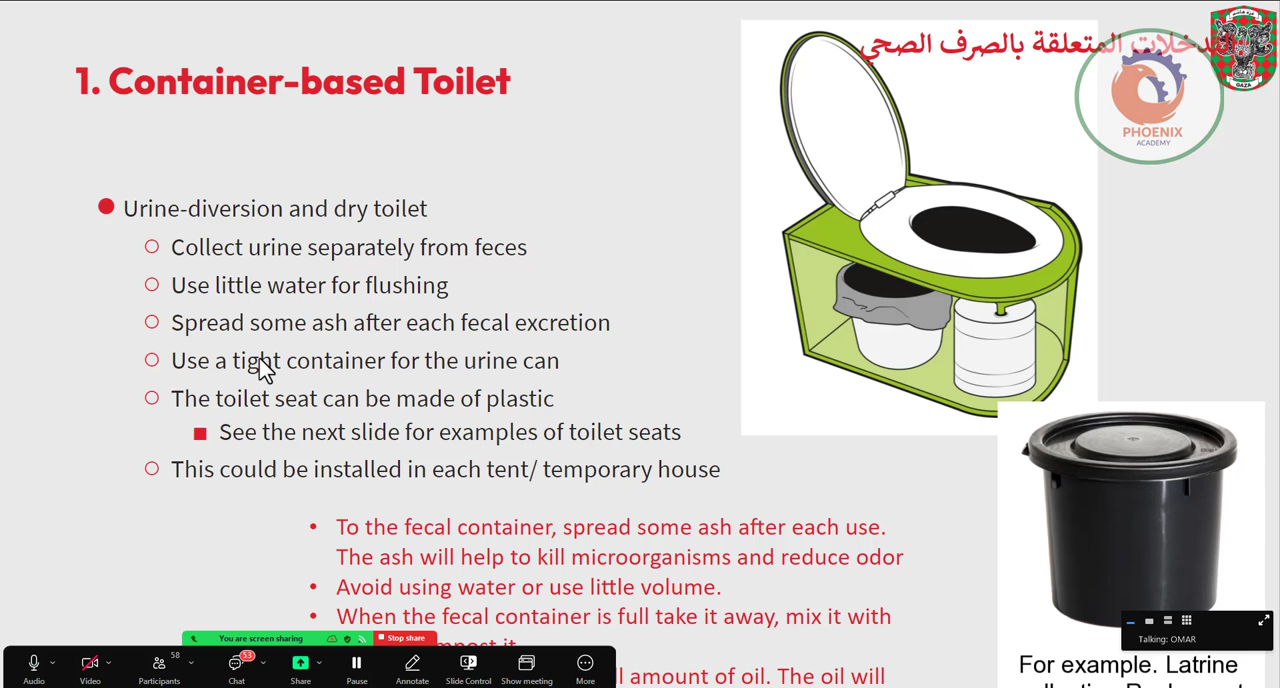 المتعلقة بالصرف الصحي
1. Container-based Toilet
غزة هاشم
GAZA
PHOENIX
ACADEMY
Urine-diversion and dry toilet
Collect urine separately from feces
Use little water for flushing
Spread some ash after each fecal excretion
Use a tight container for the urine can
The toilet seat can be made of plastic
See the next slide for examples of toilet seats
This could be installed in each tent/ temporary house
• To the fecal container, spread some ash after each use.
The ash will help to kill microorganisms and reduce odor
• Avoid using water or use little volume.
• When the fecal container is full take it away, mix it with
it.
ll amount of oil. The oil will
For example. Latrine
You are screen sharing
Stop share
Talking: OMAR
58
53
Audio
Video
Participants
Chat
Share
Pause
Annotate
Slide Control
Show meeting
More